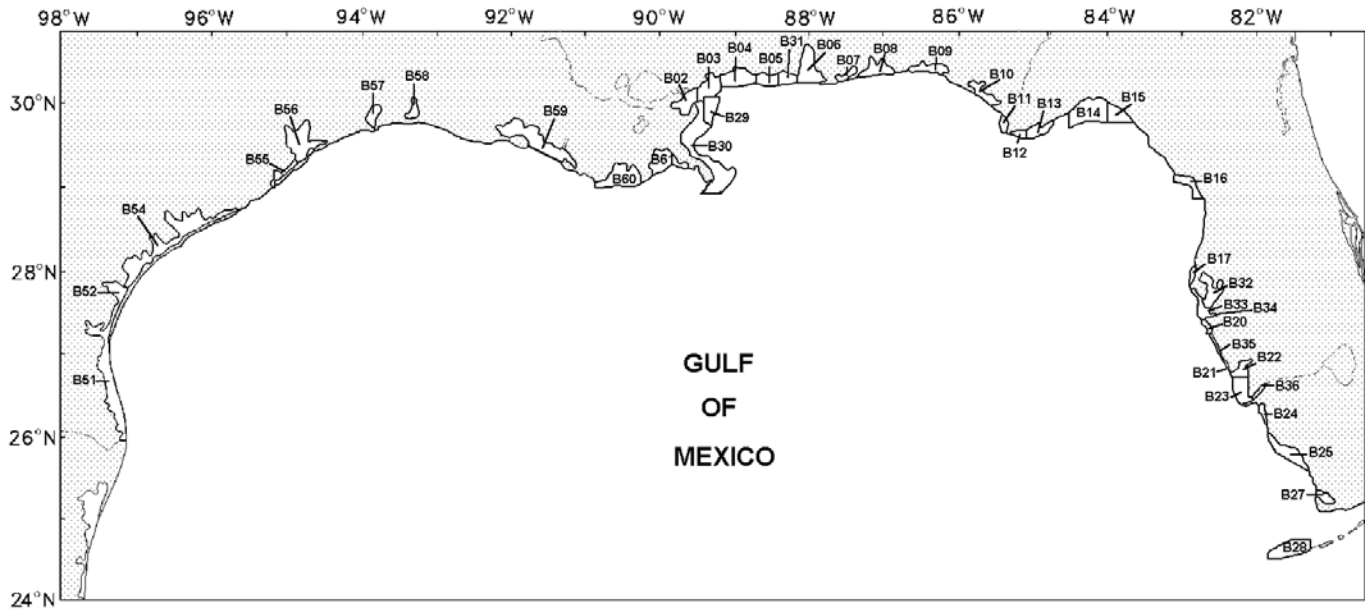 98°W 96°W 94°W 92°W 90°W 88°W 86°W 84°W 82°W
B31
B03 B04 B05 B06
B58 B02 B07 B08 B09
B57 B10
B56 B59 B11 B13 B14 B15
30°N
B29
B30
B12
B55 B61
B60 B16
B54
28°N
B17
B52 B32
B33 B34
B20
B35
GULF
B21 B22
B51
B36
B23
OF
B24
26°N
MEXICO
B25
B27
B28
24°N